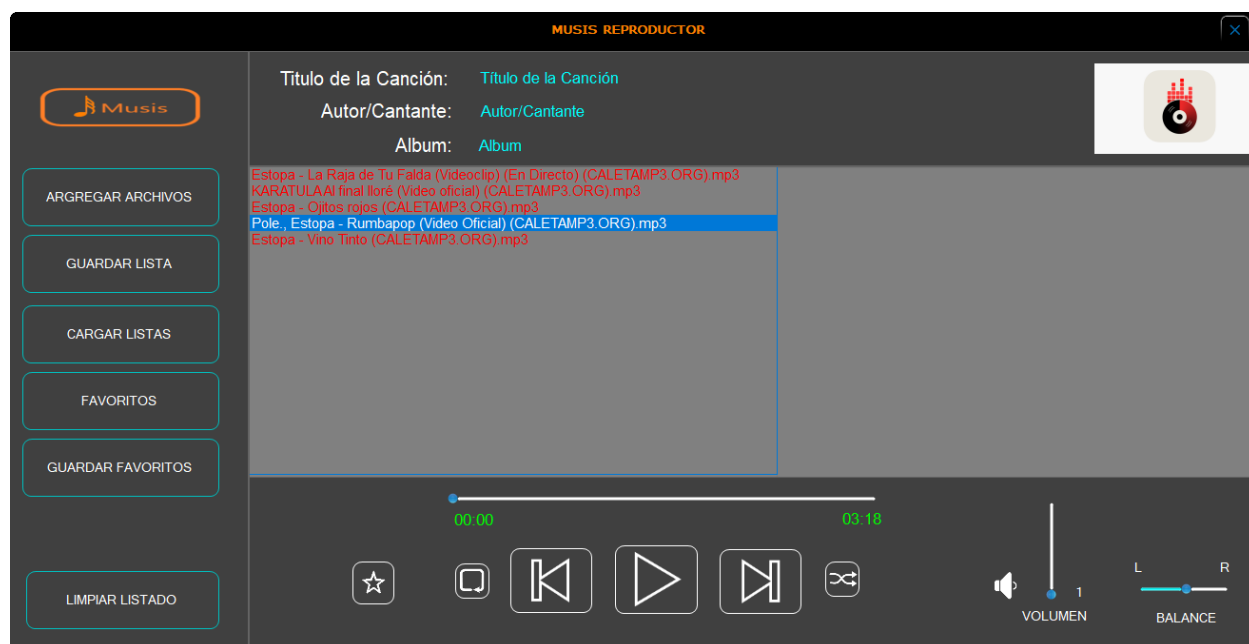 MUSIS REPRODUCTOR
Musis
Titulo de la Canción: Título de la Canción
Autor/Cantante: Autor/Cantante
Album: Album
ARGREGAR ARCHIVOS
GUARDAR LISTA
CARGAR LISTAS
FAVORITOS
GUARDAR FAVORITOS
LIMPIAR LISTADO
Estopa - La Raja de Tu Falda (Videoclip) (En Directo) (CALETAMP3.ORG).mp3
KARATULAAl final lloré (Video oficial) (CALETAMP3.ORG).mp3
Estopa - Ojitos rojos (CALETAMP3.ORG).mp3
Pole., Estopa - Rumbapop (Video Oficial) (CALETAMP3.ORG).mp3
Estopa - Vino Tinto (CALETAMP3.ORG).mp3
00:00 03:18
1
VOLUMEN
L R
BALANCE